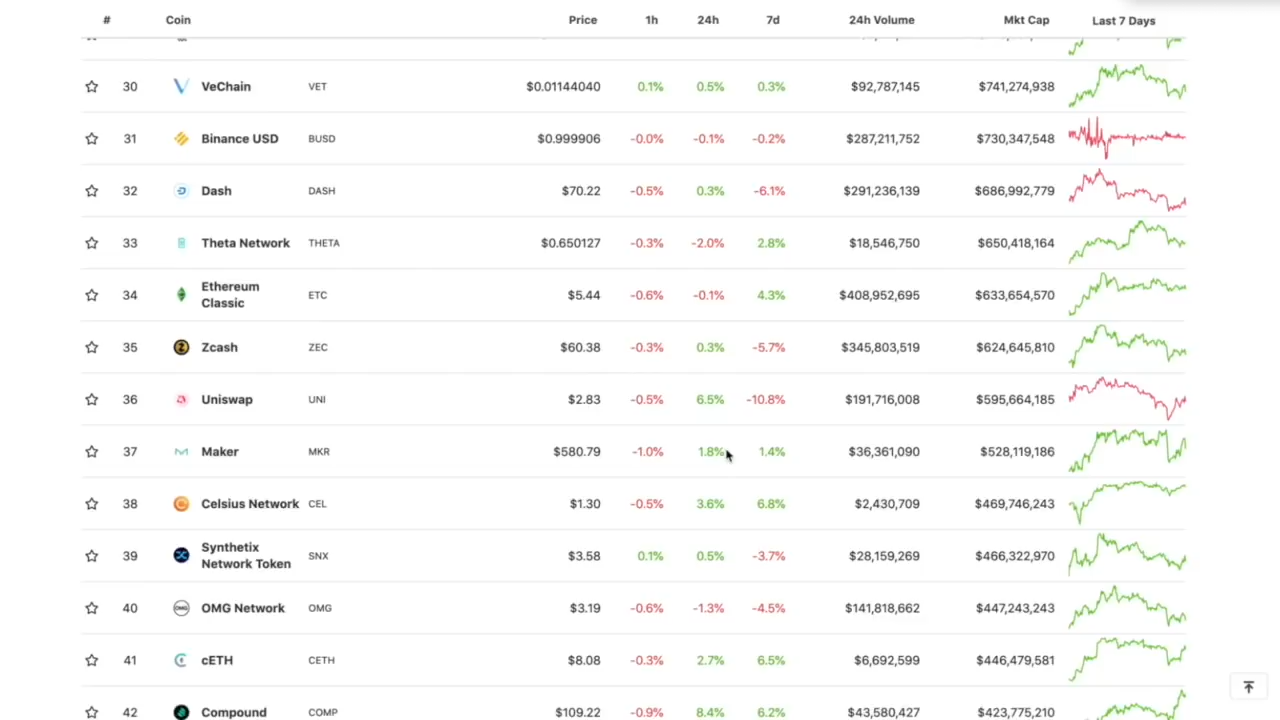 # Coin Price 1h 24h 7d 24h Volume Mkt Cap Last 7 Days
30 VeChain VET $0.01144040 0.1% 0.5% 0.3% $92,787,145 $741,274,938
31 Binance USD BUSD $0.999906 -0.0% -0.1% -0.2% $287,211,752 $730,347,548
32 Dash DASH $70.22 -0.5% 0.3% -6.1% $291,236,139 $686,992,779
33 Theta Network THETA $0.650127 -0.3% -2.0% 2.8% $18,546,750 $650,418,164
34 Ethereum Classic ETC $5.44 -0.6% -0.1% 4.3% $408,952,695 $633,654,570
35 Zcash ZEC $60.38 -0.3% 0.3% -5.7% $345,803,519 $624,645,810
36 Uniswap UNI $2.83 -0.5% 6.5% -10.8% $191,716,008 $595,664,185
37 Maker MKR $580.79 -1.0% 1.8% 1.4% $36,361,090 $528,119,186
38 Celsius Network CEL $1.30 -0.5% 3.6% 6.8% $2,430,709 $469,746,243
39 Synthetix Network Token SNX $3.58 0.1% 0.5% -3.7% $28,159,269 $466,322,970
40 OMG Network OMG $3.19 -0.6% -1.3% -4.5% $141,818,662 $447,243,243
41 cETH CETH $8.08 -0.3% 2.7% 6.5% $6,692,599 $446,479,581
42 Compound COMP $109.22 -0.9% 8.4% 6.2% $43,580,427 $423,775,210